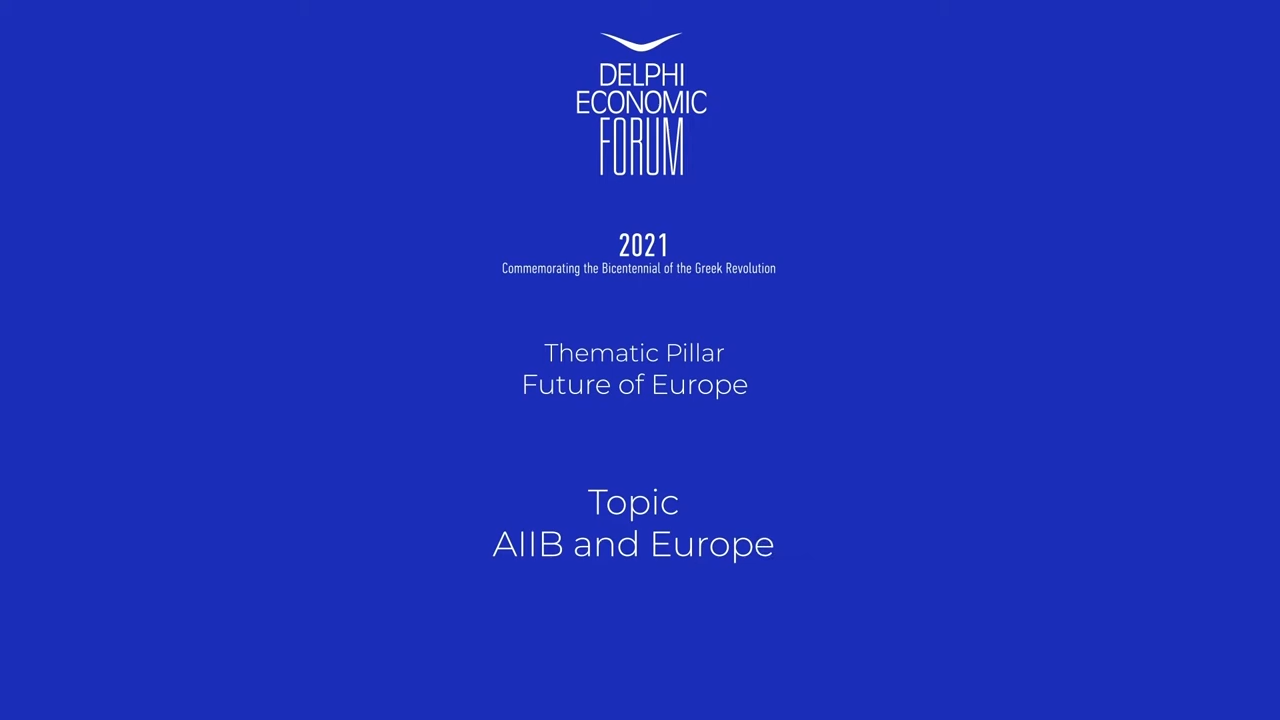 DELPHI
ECONOMIC
FORUM
2021
Commemorating the Bicentennial of the Greek Revolution
Thematic Pillar
Future of Europe
Topic
AIIB and Europe